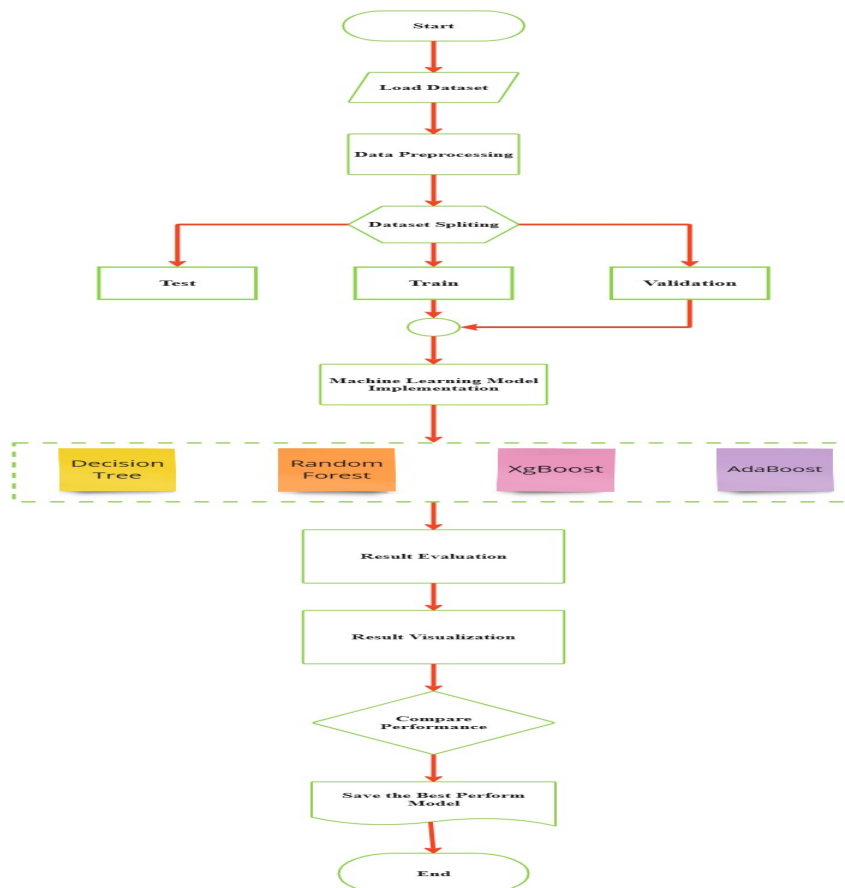 Start
Load Dataset
Data Preprocessing
Dataset Spliting
Test
Train
Validation
Machine Learning Model
Implementation
Decision
Tree
Random
Forest
XgBoost
AdaBoost
Result Evaluation
Result Visualization
Compare
Performance
Save the Best Perform
Model
End